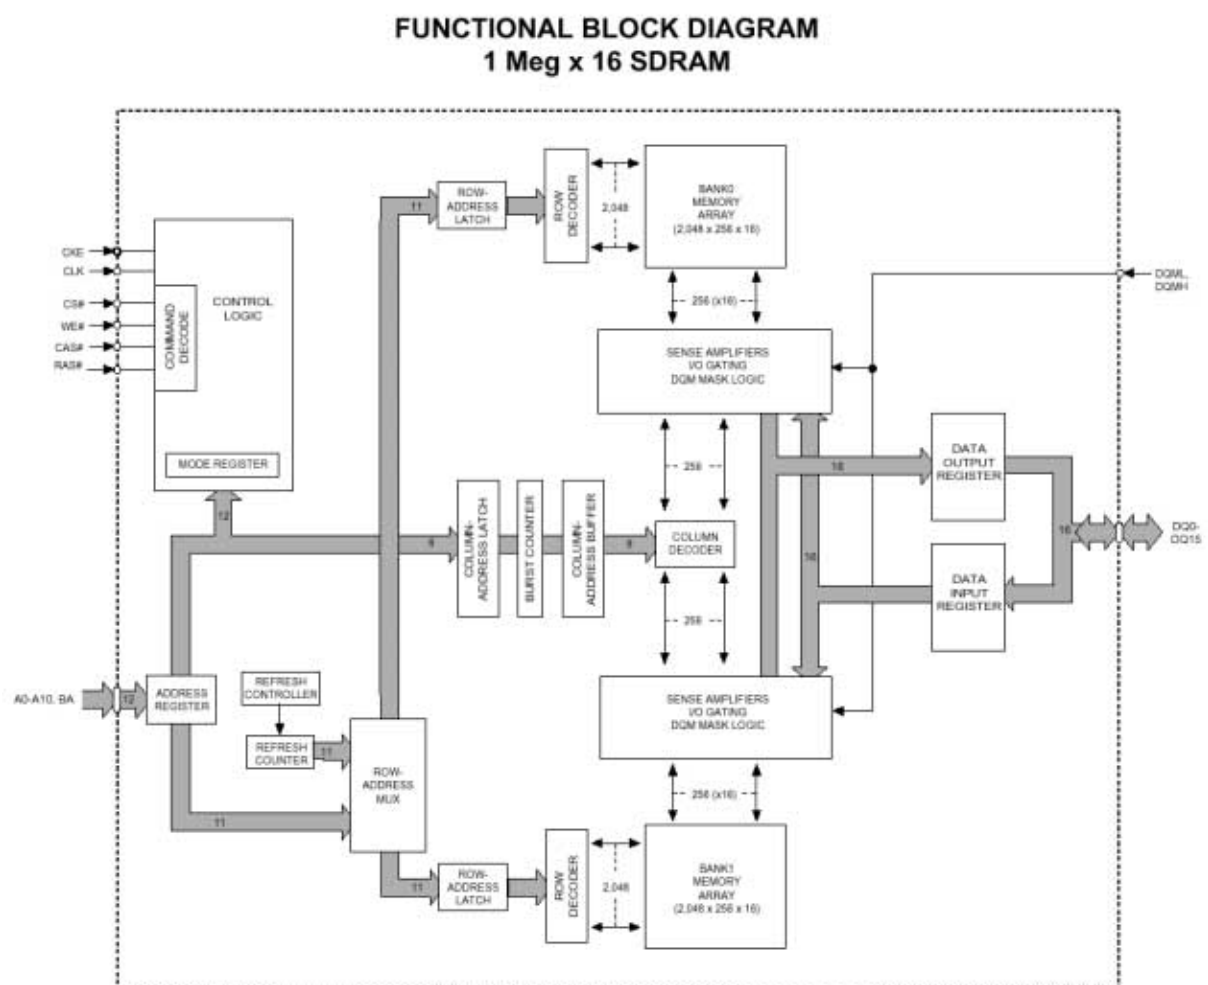 FUNCTIONAL BLOCK DIAGRAM
1 Meg x 16 SDRAM
CKE
CLK
CS#
WE#
CAS#
RAS#
COMMAND
DECODE
CONTROL
LOGIC
MODE REGISTER
12
11
ROW-
ADDRESS
LATCH
ROW
DECODER
2,048
BANK0
MEMORY
ARRAY
(2,048 x 256 x 16)
256 (x16)
DQML,
DQMH
SENSE AMPLIFIERS
I/O GATING
DQM MASK LOGIC
256
16
DATA
OUTPUT
REGISTER
COLUMN-
ADDRESS LATCH
BURST COUNTER
COLUMN-
ADDRESS BUFFER
8
COLUMN
DECODER
16
16
DQ0-
DQ15
DATA
INPUT
REGISTER
256
A0-A10, BA
12
ADDRESS
REGISTER
REFRESH
CONTROLLER
REFRESH
COUNTER
11
ROW-
ADDRESS
MUX
11
SENSE AMPLIFIERS
I/O GATING
DQM MASK LOGIC
256 (x16)
11
ROW-
ADDRESS
LATCH
ROW
DECODER
2,048
BANK1
MEMORY
ARRAY
(2,048 x 256 x 16)